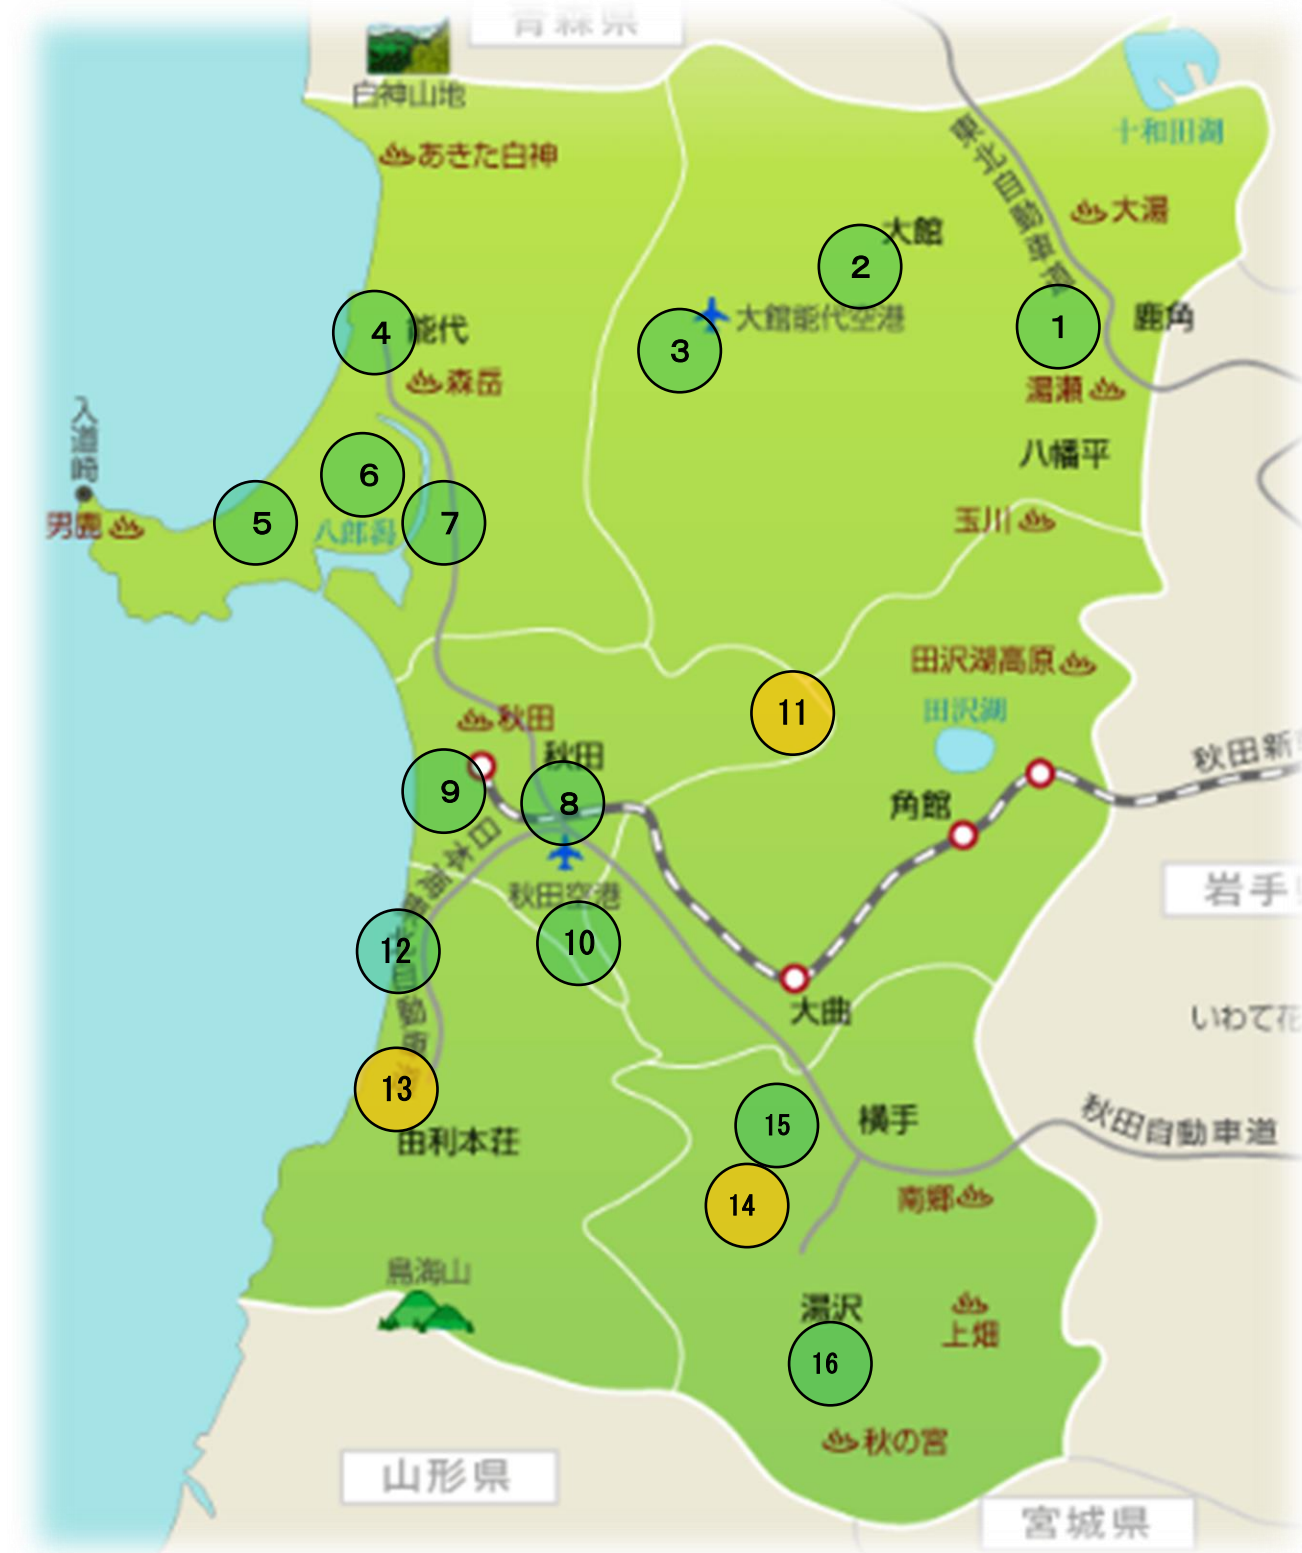 青森県
白神山地
あきた白神
十和田湖
東北自動車道
大湯
大館
2
大館能代空港
3
1
鹿角
湯瀬
八幡平
4
能代
森岳
入道崎
男鹿
5
6
八郎潟
7
玉川
田沢湖高原
田沢湖
11
秋田
秋田
9
8
秋田空港
角館
秋田新
岩手
日本海東北自動車道
10
12
大曲
いわて花
13
由利本荘
15
横手
秋田自動車道
14
南郷
鳥海山
湯沢
上畑
16
秋の宮
山形県
宮城県